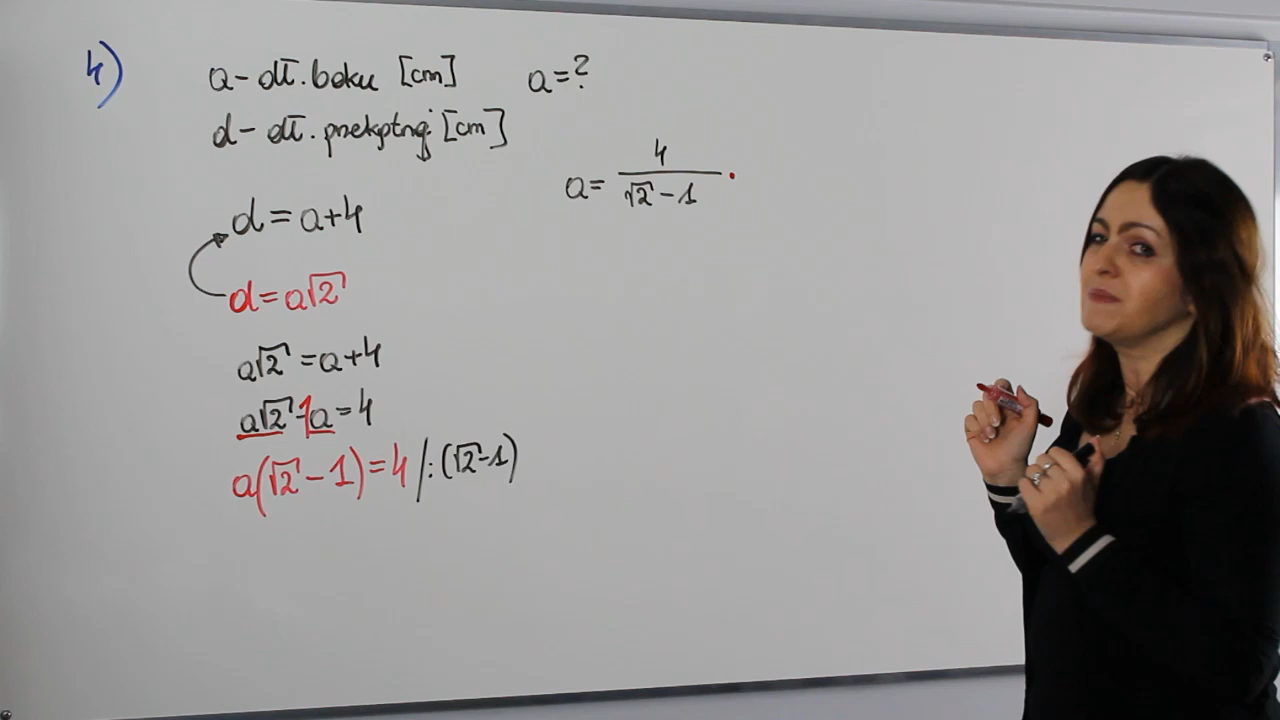 4)
a - dł. boku [cm] a = ?
d - dł. przekątnej [cm]
a = 4/(√2 - 1) ·
d = a + 4
d = a√2
a√2 = a + 4
a√2 - 1a = 4
a(√2 - 1) = 4 / : (√2 - 1)